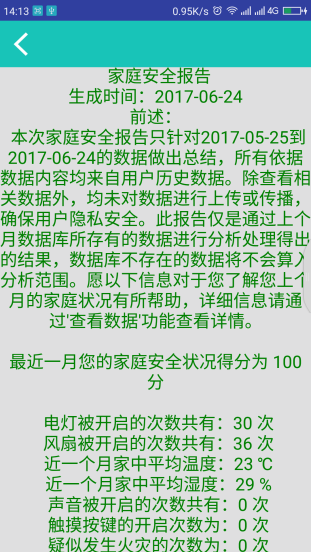 14:13 0.95K/s 4G
家庭安全报告
生成时间：2017-06-24
前述：
本次家庭安全报告只针对2017-05-25到
2017-06-24的数据做出总结，所有依据
数据内容均来自用户历史数据。除查看相
关数据外，均未对数据进行上传或传播，
确保用户隐私安全。此报告仅是通过上个
月数据库所存有的数据进行分析处理得出
的结果，数据库不存在的数据将不会算入
分析范围。愿以下信息对于您了解您上个
月的家庭状况有所帮助，详细信息请通
过'查看数据'功能查看详情。
最近一月您的家庭安全状况得分为 100
分
电灯被开启的次数共有：30 次
风扇被开启的次数共有：36 次
近一个月家中平均温度：23 ℃
近一个月家中平均湿度：29 %
声音被开启的次数共有：0 次
触摸按键的开启次数为：0 次
疑似发生火灾的次数为：0 次